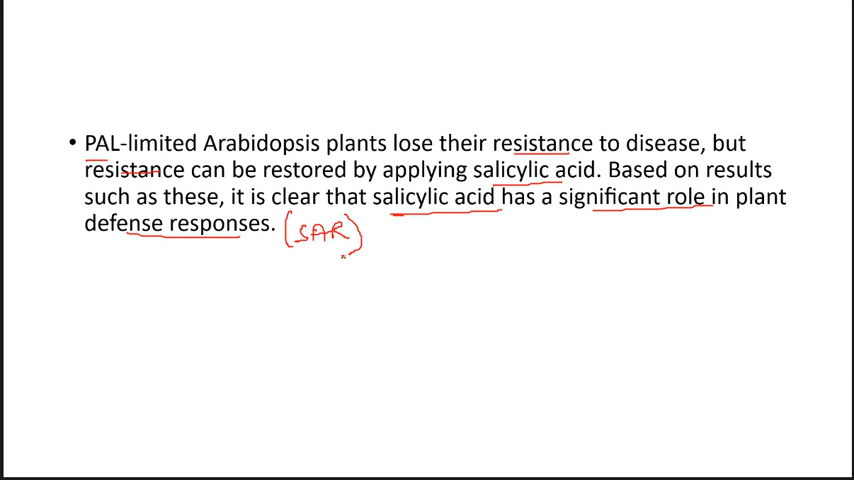 • PAL-limited Arabidopsis plants lose their resistance to disease, but
resistance can be restored by applying salicylic acid. Based on results
such as these, it is clear that salicylic acid has a significant role in plant
defense responses. (SAR)